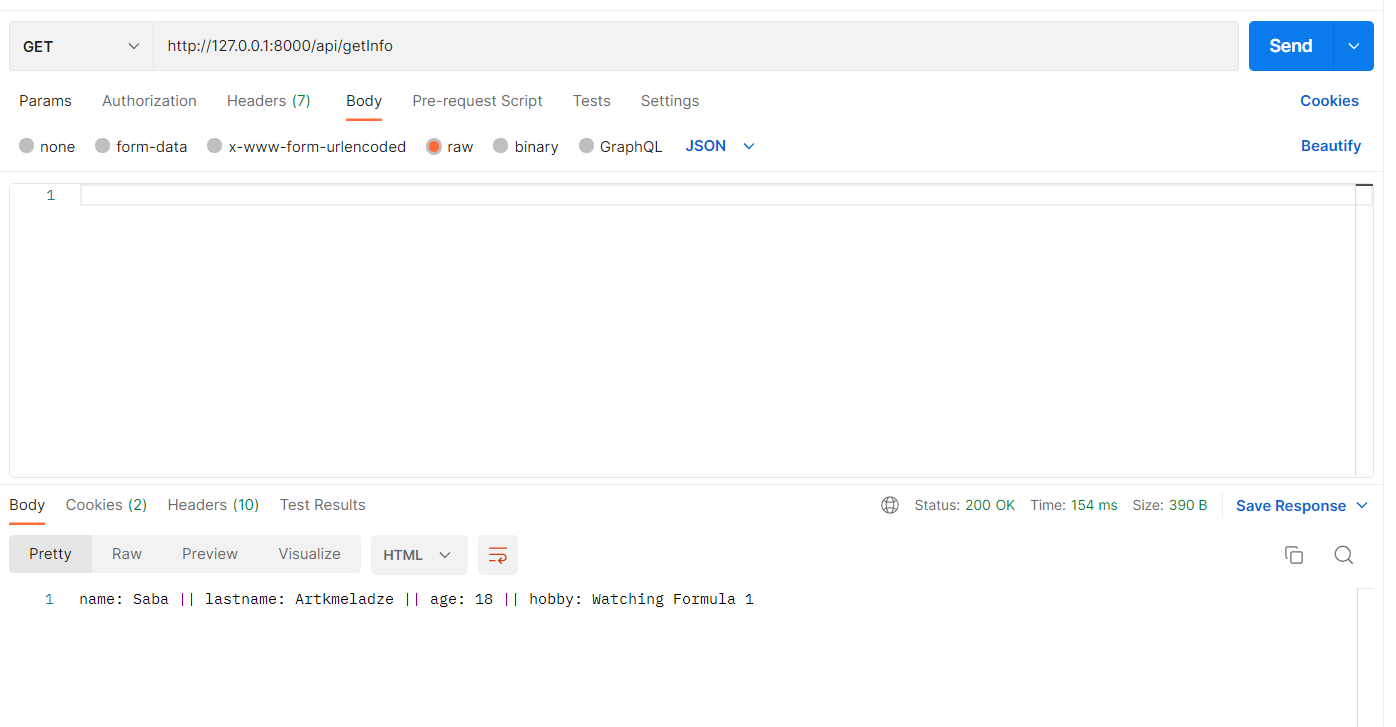 GET http://127.0.0.1:8000/api/getInfo Send
Params Authorization Headers (7) Body Pre-request Script Tests Settings Cookies
none form-data x-www-form-urlencoded raw binary GraphQL JSON Beautify
1
Body Cookies (2) Headers (10) Test Results Status: 200 OK Time: 154 ms Size: 390 B Save Response
Pretty Raw Preview Visualize HTML
1 name: Saba || lastname: Artkmeladze || age: 18 || hobby: Watching Formula 1